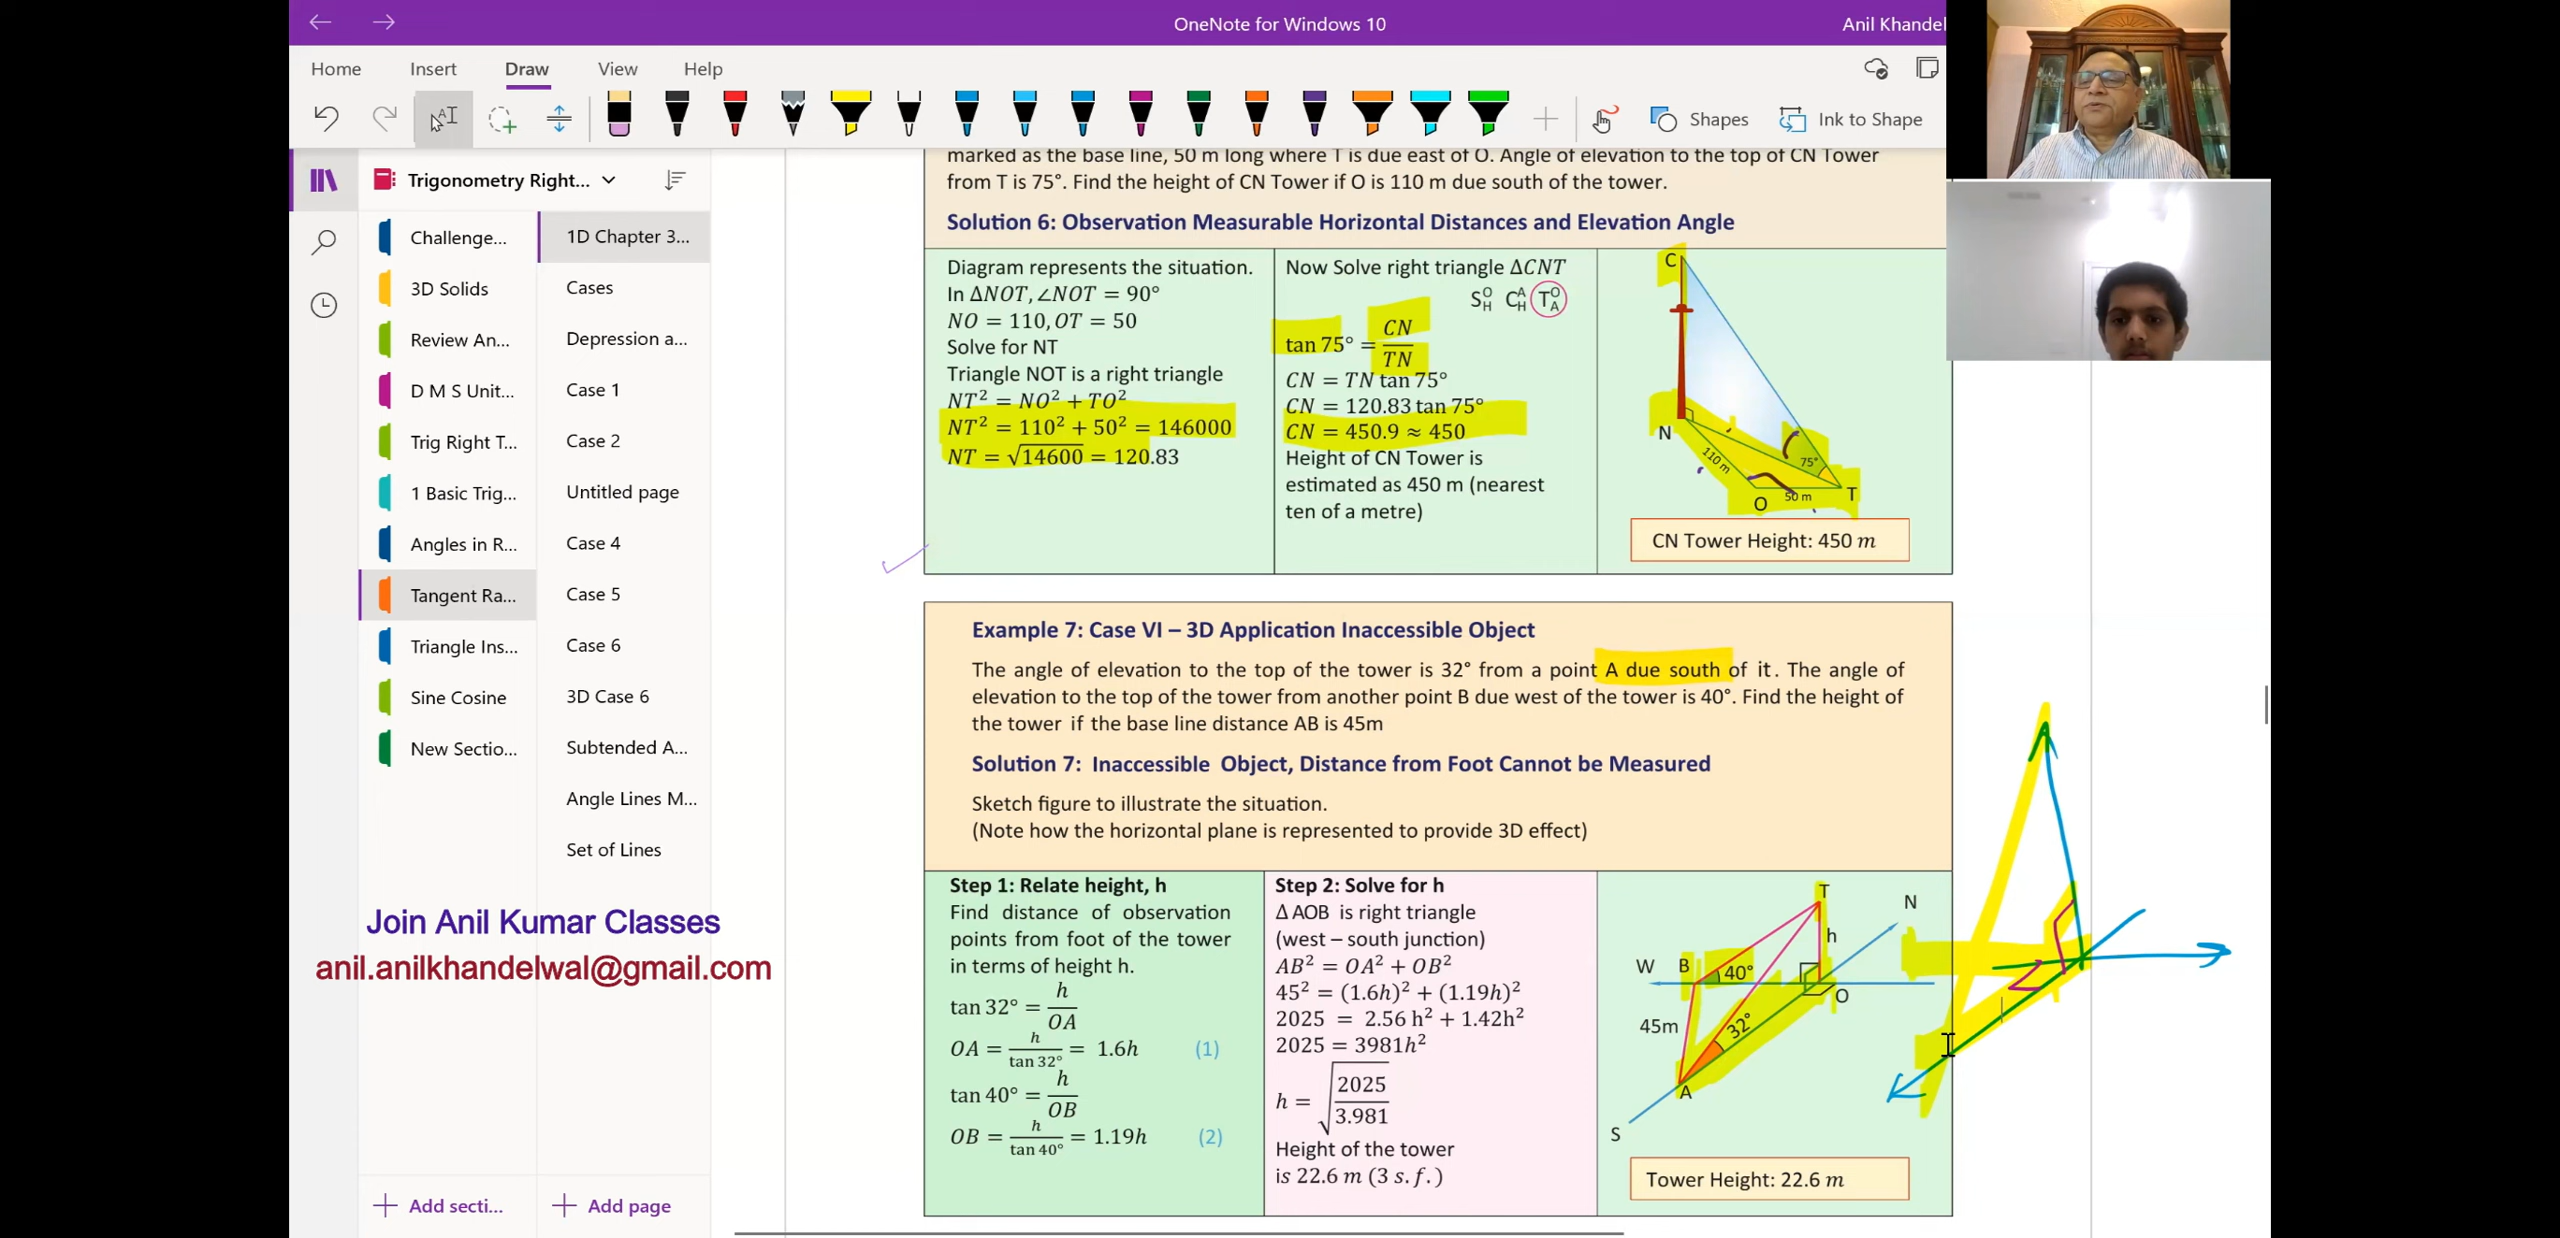 OneNote for Windows 10
Anil Khandel
Home Insert Draw View Help
Shapes
Ink to Shape
Trigonometry Right...
Challenge...
3D Solids
Review An...
D M S Unit...
Trig Right T...
1 Basic Trig...
Angles in R...
Tangent Ra...
Triangle Ins...
Sine Cosine
New Sectio...
1D Chapter 3...
Cases
Depression a...
Case 1
Case 2
Untitled page
Case 4
Case 5
Case 6
3D Case 6
Subtended A...
Angle Lines M...
Set of Lines
Join Anil Kumar Classes
anil.anilkhandelwal@gmail.com
Add secti...
Add page
marked as the base line, 50 m long where T is due east of O. Angle of elevation to the top of CN Tower
from T is 75°. Find the height of CN Tower if O is 110 m due south of the tower.
Solution 6: Observation Measurable Horizontal Distances and Elevation Angle
Diagram represents the situation.
In ΔNOT, ∠NOT = 90°
NO = 110, OT = 50
Solve for NT
Triangle NOT is a right triangle
NT² = NO² + TO²
NT² = 110² + 50² = 146000
NT = √14600 = 120.83
Now Solve right triangle ΔCNT
S O/H C A/H T O/A
tan 75° = CN/TN
CN = TN tan 75°
CN = 120.83 tan 75°
CN = 450.9 ≈ 450
Height of CN Tower is
estimated as 450 m (nearest
ten of a metre)
C
N
110 m
75°
50 m
O
T
CN Tower Height: 450 m
Example 7: Case VI – 3D Application Inaccessible Object
The angle of elevation to the top of the tower is 32° from a point A due south of it. The angle of
elevation to the top of the tower from another point B due west of the tower is 40°. Find the height of
the tower if the base line distance AB is 45m
Solution 7: Inaccessible Object, Distance from Foot Cannot be Measured
Sketch figure to illustrate the situation.
(Note how the horizontal plane is represented to provide 3D effect)
Step 1: Relate height, h
Find distance of observation
points from foot of the tower
in terms of height h.
tan 32° = h/OA
OA = h/tan 32° = 1.6h (1)
tan 40° = h/OB
OB = h/tan 40° = 1.19h (2)
Step 2: Solve for h
Δ AOB is right triangle
(west – south junction)
AB² = OA² + OB²
45² = (1.6h)² + (1.19h)²
2025 = 2.56 h² + 1.42h²
2025 = 3981h²
h = √2025/3.981
Height of the tower
is 22.6 m (3 s.f.)
T
N
h
W
B
40°
O
45m
32°
A
S
Tower Height: 22.6 m